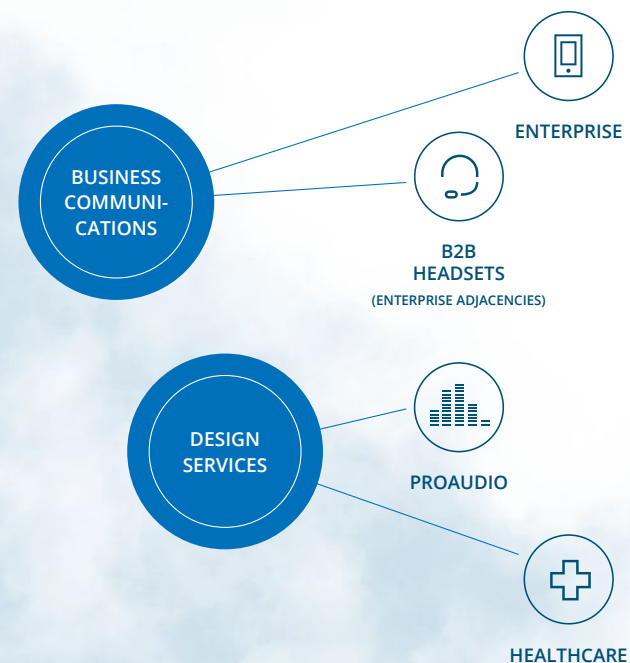 BUSINESS
COMMUNI-
CATIONS
ENTERPRISE
B2B
HEADSETS
(ENTERPRISE ADJACENCIES)
DESIGN
SERVICES
PROAUDIO
HEALTHCARE